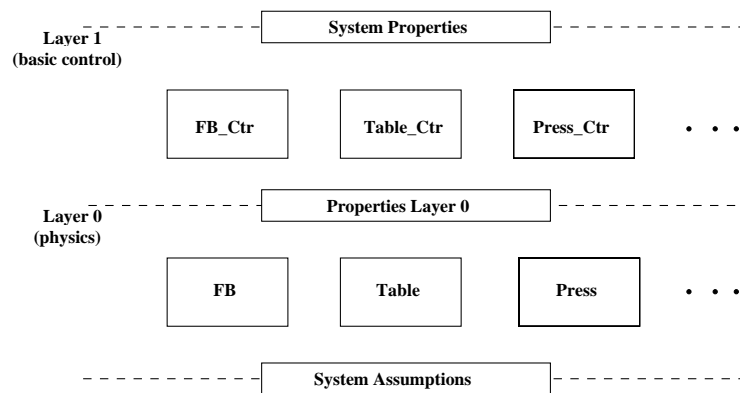 System Properties
Layer 1
(basic control)
FB_Ctr
Table_Ctr
Press_Ctr
. . .
Properties Layer 0
Layer 0
(physics)
FB
Table
Press
. . .
System Assumptions